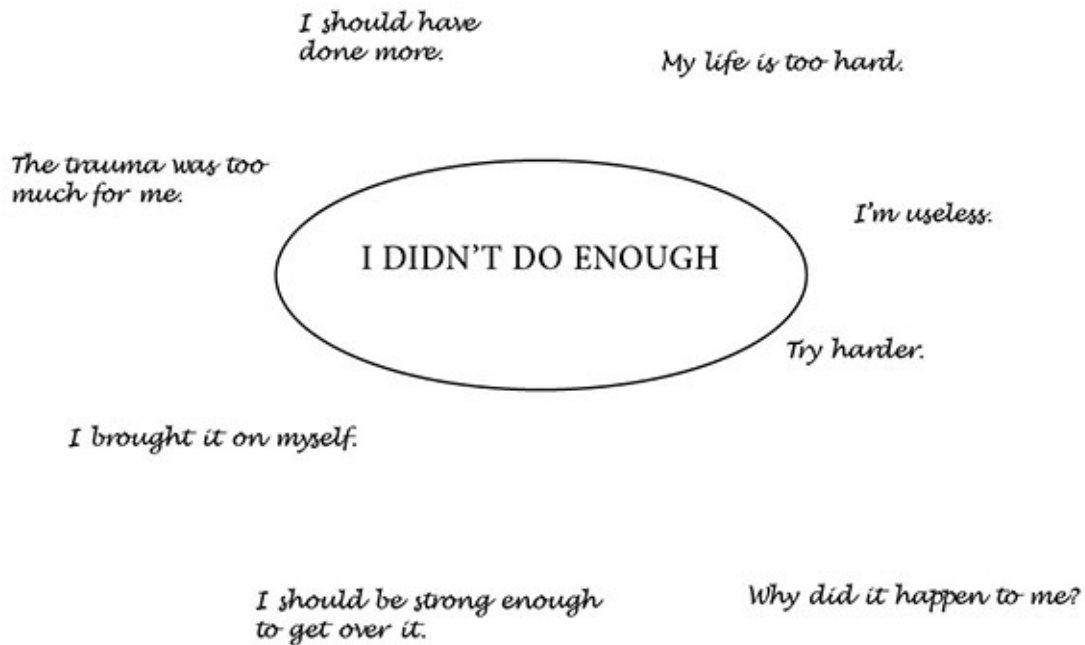 I should have
done more.
My life is too hard.
The trauma was too
much for me.
I'm useless.
I DIDN'T DO ENOUGH
Try harder.
I brought it on myself.
I should be strong enough
to get over it.
Why did it happen to me?